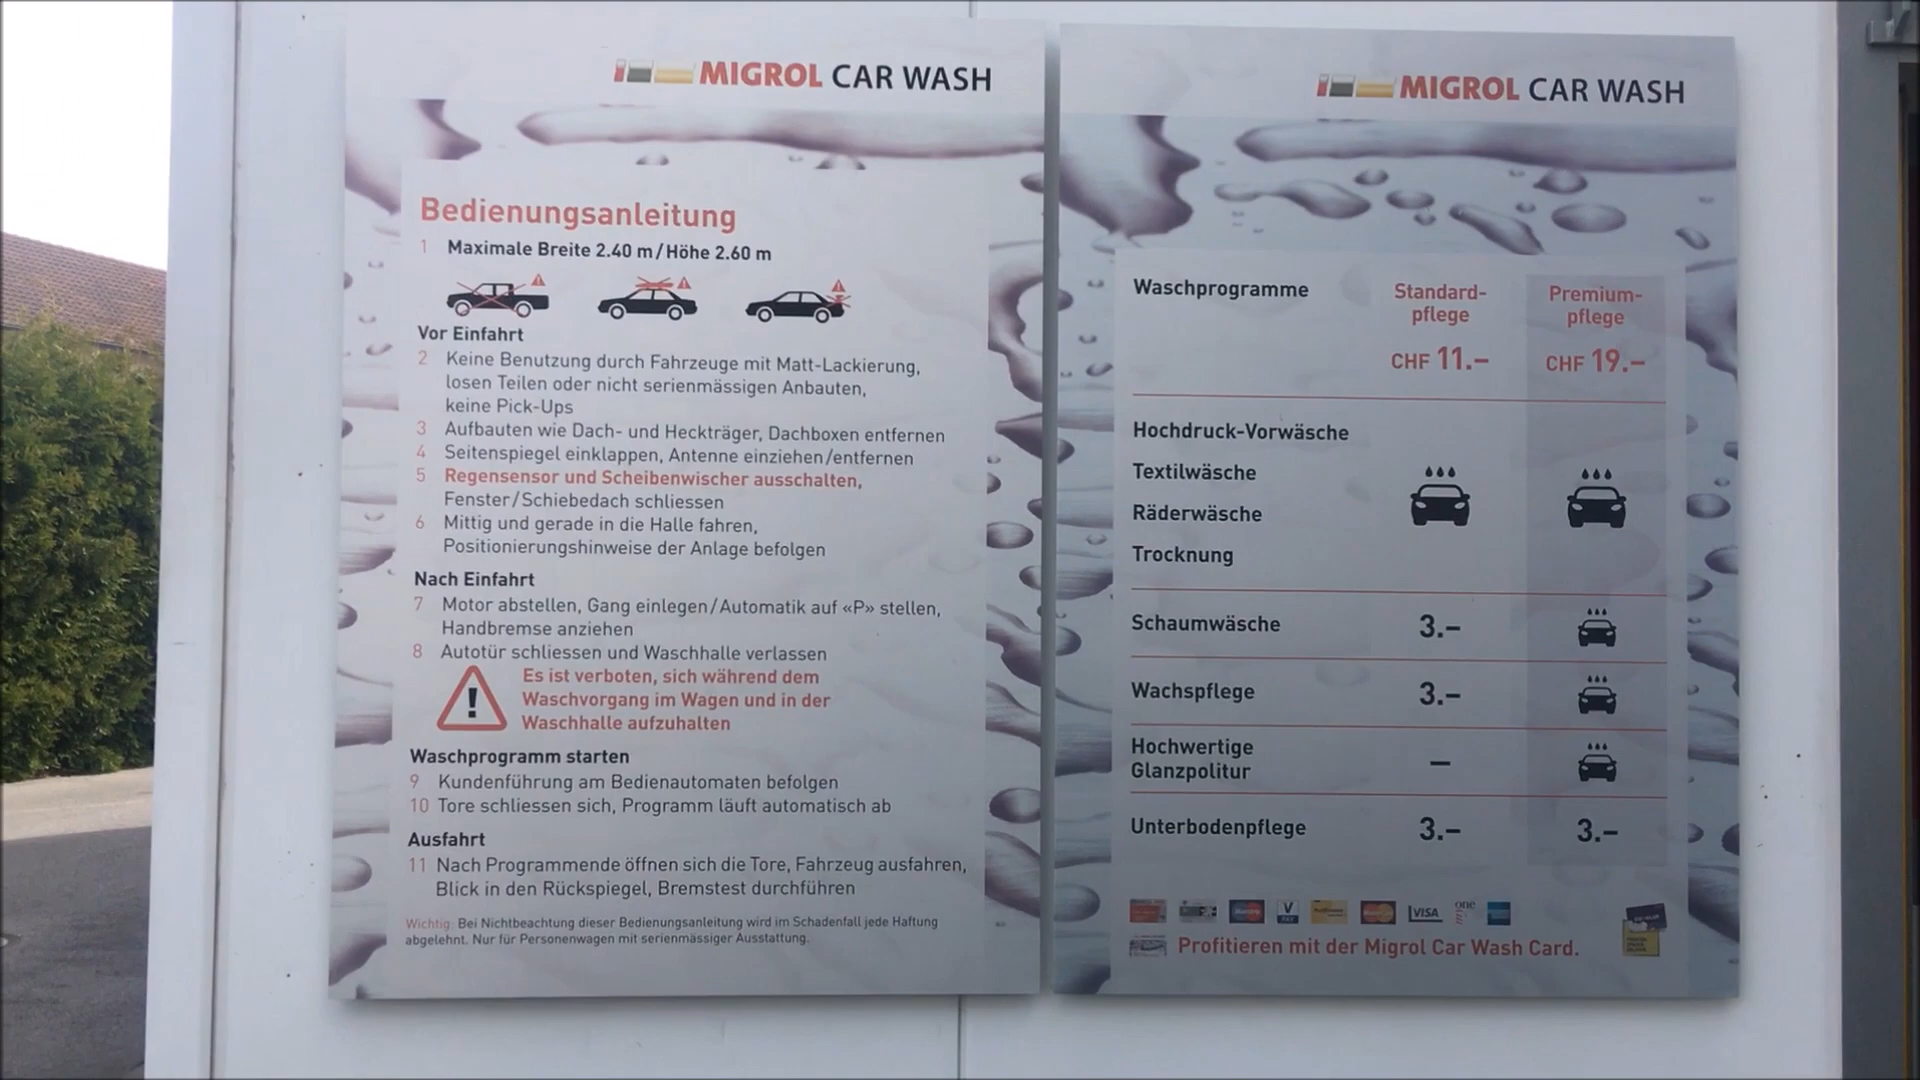 MIGROL CAR WASH
Bedienungsanleitung
1 Maximale Breite 2.40 m/Höhe 2.60 m
Vor Einfahrt
2 Keine Benutzung durch Fahrzeuge mit Matt-Lackierung,
losen Teilen oder nicht serienmässigen Anbauten,
keine Pick-Ups
3 Aufbauten wie Dach- und Heckträger, Dachboxen entfernen
4 Seitenspiegel einklappen, Antenne einziehen/entfernen
5 Regensensor und Scheibenwischer ausschalten,
Fenster/Schiebedach schliessen
6 Mittig und gerade in die Halle fahren,
Positionierungshinweise der Anlage befolgen
Nach Einfahrt
7 Motor abstellen, Gang einlegen/Automatik auf «P» stellen,
Handbremse anziehen
8 Autotür schliessen und Waschhalle verlassen
! Es ist verboten, sich während dem
Waschvorgang im Wagen und in der
Waschhalle aufzuhalten
Waschprogramm starten
9 Kundenführung am Bedienautomaten befolgen
10 Tore schliessen sich, Programm läuft automatisch ab
Ausfahrt
11 Nach Programmende öffnen sich die Tore, Fahrzeug ausfahren,
Blick in den Rückspiegel, Bremstest durchführen
Wichtig: Bei Nichtbeachtung dieser Bedienungsanleitung wird im Schadenfall jede Haftung
abgelehnt. Nur für Personenwagen mit serienmässiger Ausstattung.
MIGROL CAR WASH
Waschprogramme
Standard-
pflege
CHF 11.–
Premium-
pflege
CHF 19.–
Hochdruck-Vorwäsche
Textilwäsche
Räderwäsche
Trocknung
Schaumwäsche 3.–
Wachspflege 3.–
Hochwertige
Glanzpolitur –
Unterbodenpflege 3.– 3.–
V PAY VISA one
Profitieren mit der Migrol Car Wash Card.